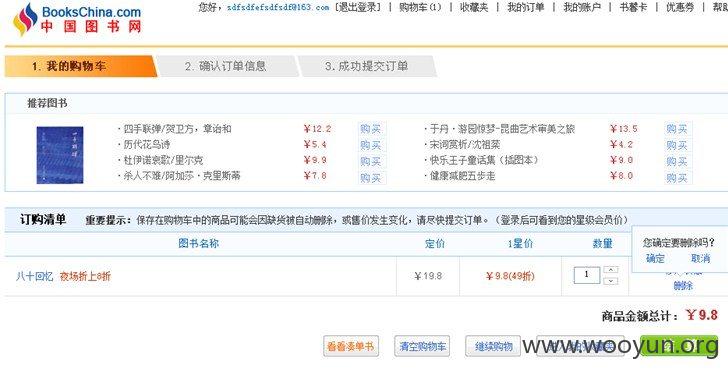 BooksChina.com
中国图书网
您好，sdfsdfefsdfsdf@163.com [退出登录] | 购物车(1) | 收藏夹 | 我的订单 | 我的账户 | 书馨卡 | 优惠券 | 帮
1. 我的购物车
2. 确认订单信息
3. 成功提交订单
推荐图书
· 四手联弹/贺卫方，章诒和 ￥12.2 购买
· 于丹·游园惊梦-昆曲艺术审美之旅 ￥13.5 购买
· 历代花鸟诗 ￥5.4 购买
· 宋词赏析/沈祖棻 ￥4.2 购买
· 杜伊诺哀歌/里尔克 ￥9.9 购买
· 快乐王子童话集（插图本） ￥9.0 购买
· 杀人不难/阿加莎·克里斯蒂 ￥7.8 购买
· 健康减肥五步走 ￥8.0 购买
订购清单 重要提示：保存在购物车中的商品可能会因缺货被自动删除，或售价发生变化，请尽快提交订单。（登录后可看到您的星级会员价）
图书名称 定价 1星价 数量
您确定要删除吗?
确定 取消
八十回忆 夜场折上8折 ￥19.8 ￥9.8(49折) 1
删除
商品金额总计：￥9.8
看看凑单书 清空购物车 继续购物
www.wooyun.org